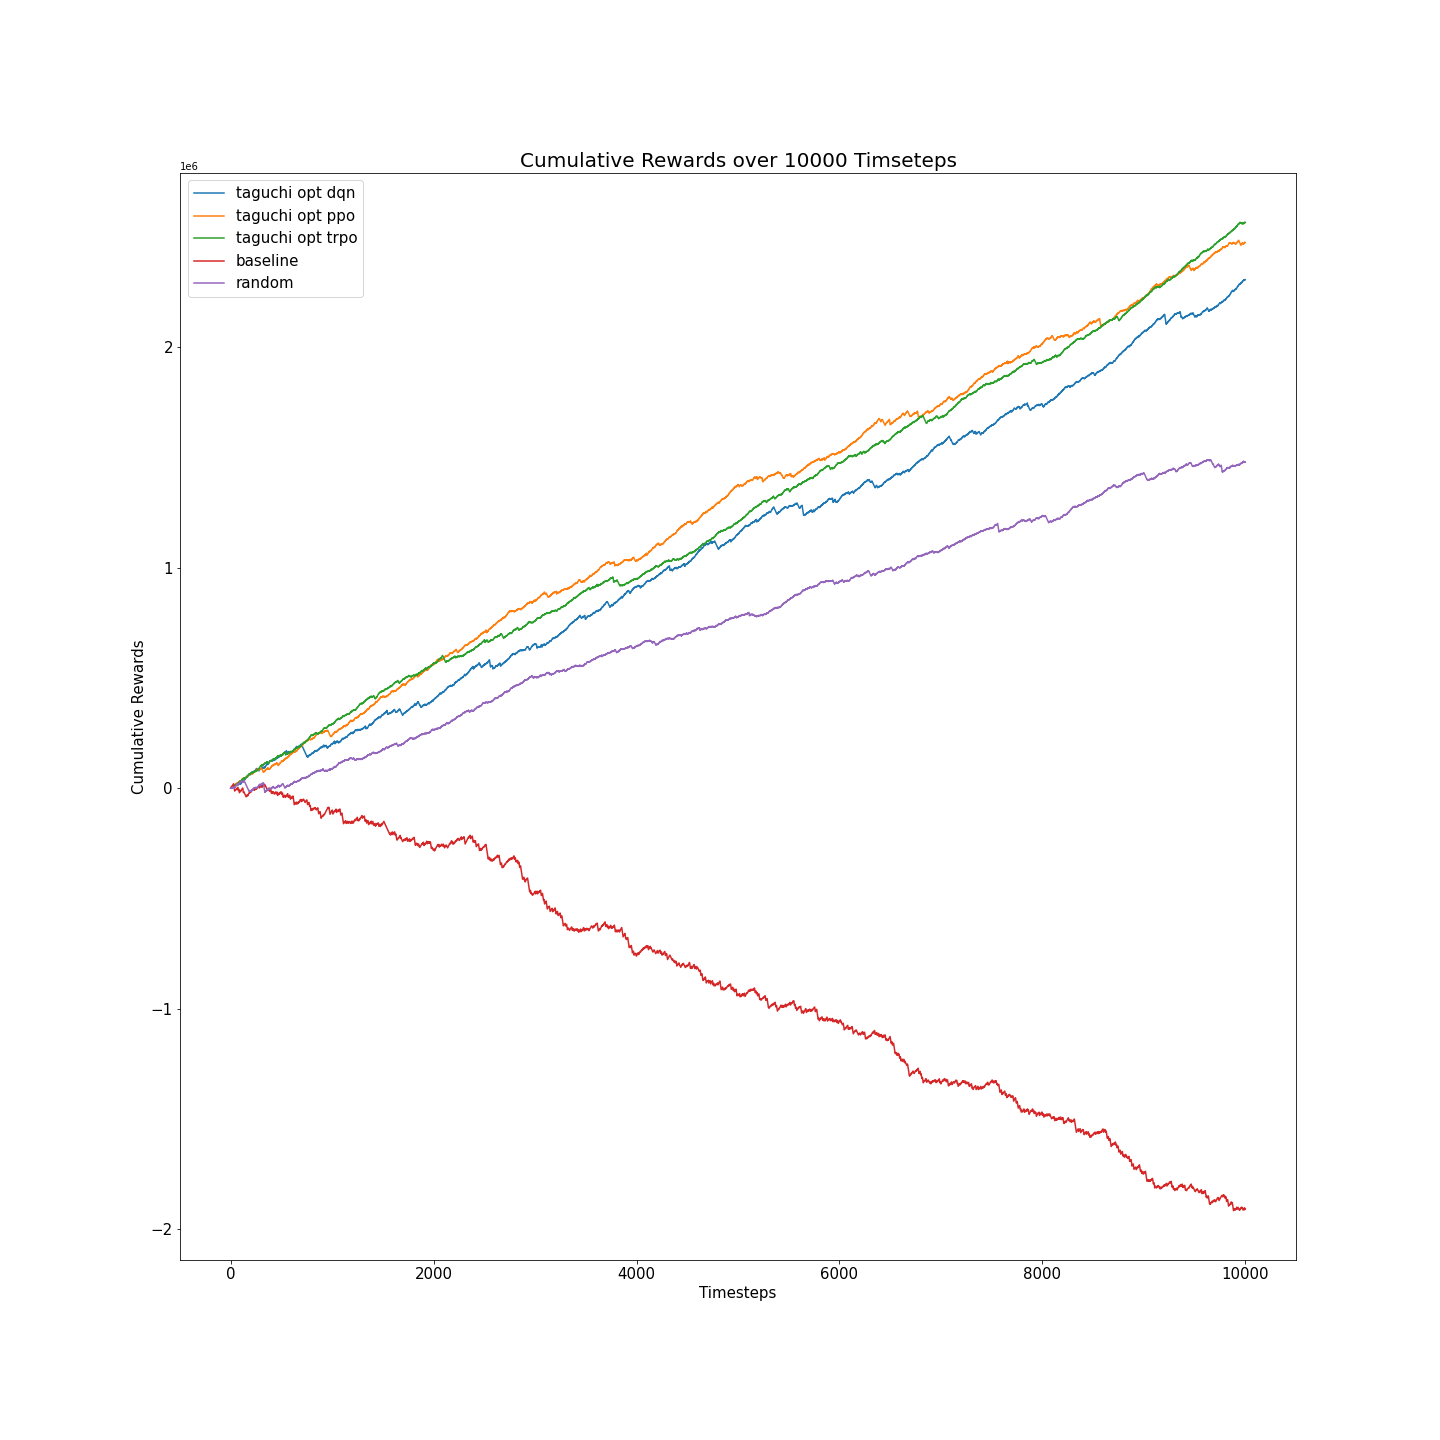 Cumulative Rewards over 10000 Timseteps
1e6
taguchi opt dqn
taguchi opt ppo
taguchi opt trpo
baseline
random
2
1
0
−1
−2
Cumulative Rewards
0 2000 4000 6000 8000 10000
Timesteps